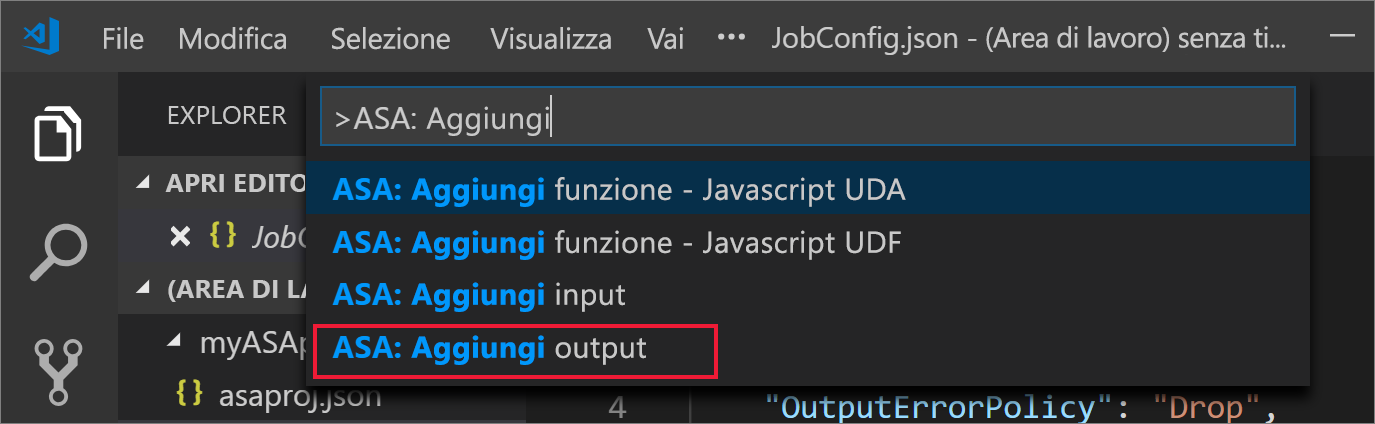 File Modifica Selezione Visualizza Vai ••• JobConfig.json - (Area di lavoro) senza ti...
EXPLORER
>ASA: Aggiungi
APRI EDITO
ASA: Aggiungi funzione - Javascript UDA
{} JobC
ASA: Aggiungi funzione - Javascript UDF
(AREA DI LA
ASA: Aggiungi input
myASAp
ASA: Aggiungi output
{} asaproj.json
4 "OutputErrorPolicy": "Drop",